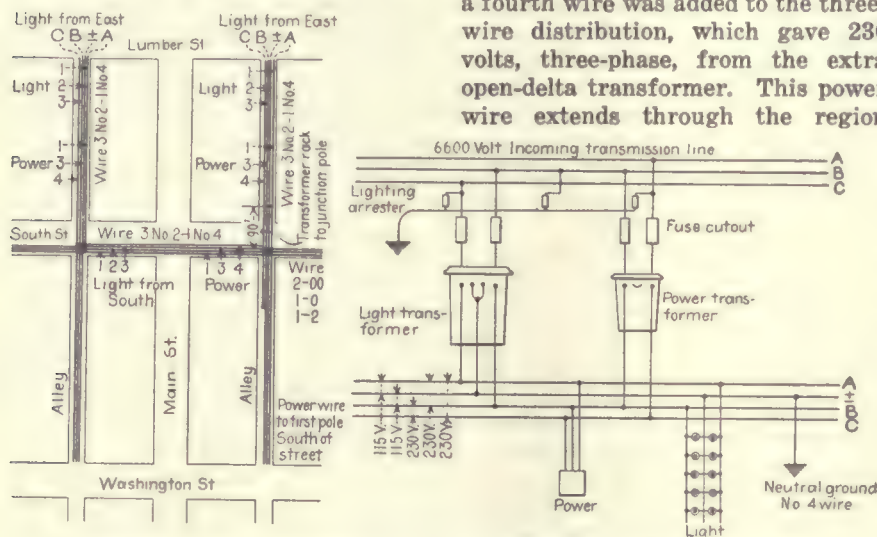 a fourth wire was added to the three-
wire distribution, which gave 230
volts, three-phase, from the extra
open-delta transformer. This power
wire extends through the region
Light from East
C B ± A
Light from East
C B ± A
Lumber St
1
Light 2
3
Wire 3 No 2-1 No 4
1
Power 3
4
1
Light 2
3
Wire 3 No 2-1 No. 4
1
Power 3
4
90'
Transformer rack
to junction pole
South St
Wire 3 No 2-1 No 4
1 2 3
Light from
South
1 3 4
Power
Wire
2-00
1-0
1-2
Alley
Main St.
Alley
Power wire
to first pole
South of
street
Washington St
6600 Volt Incoming transmission line
A
B
C
Lighting
arrester
Fuse cutout
Light trans-
former
Power trans-
former
A
±
B
C
115 V.
115 V.
230 V.
230 V.
230 V.
Power
Light
Neutral ground
No 4 wire